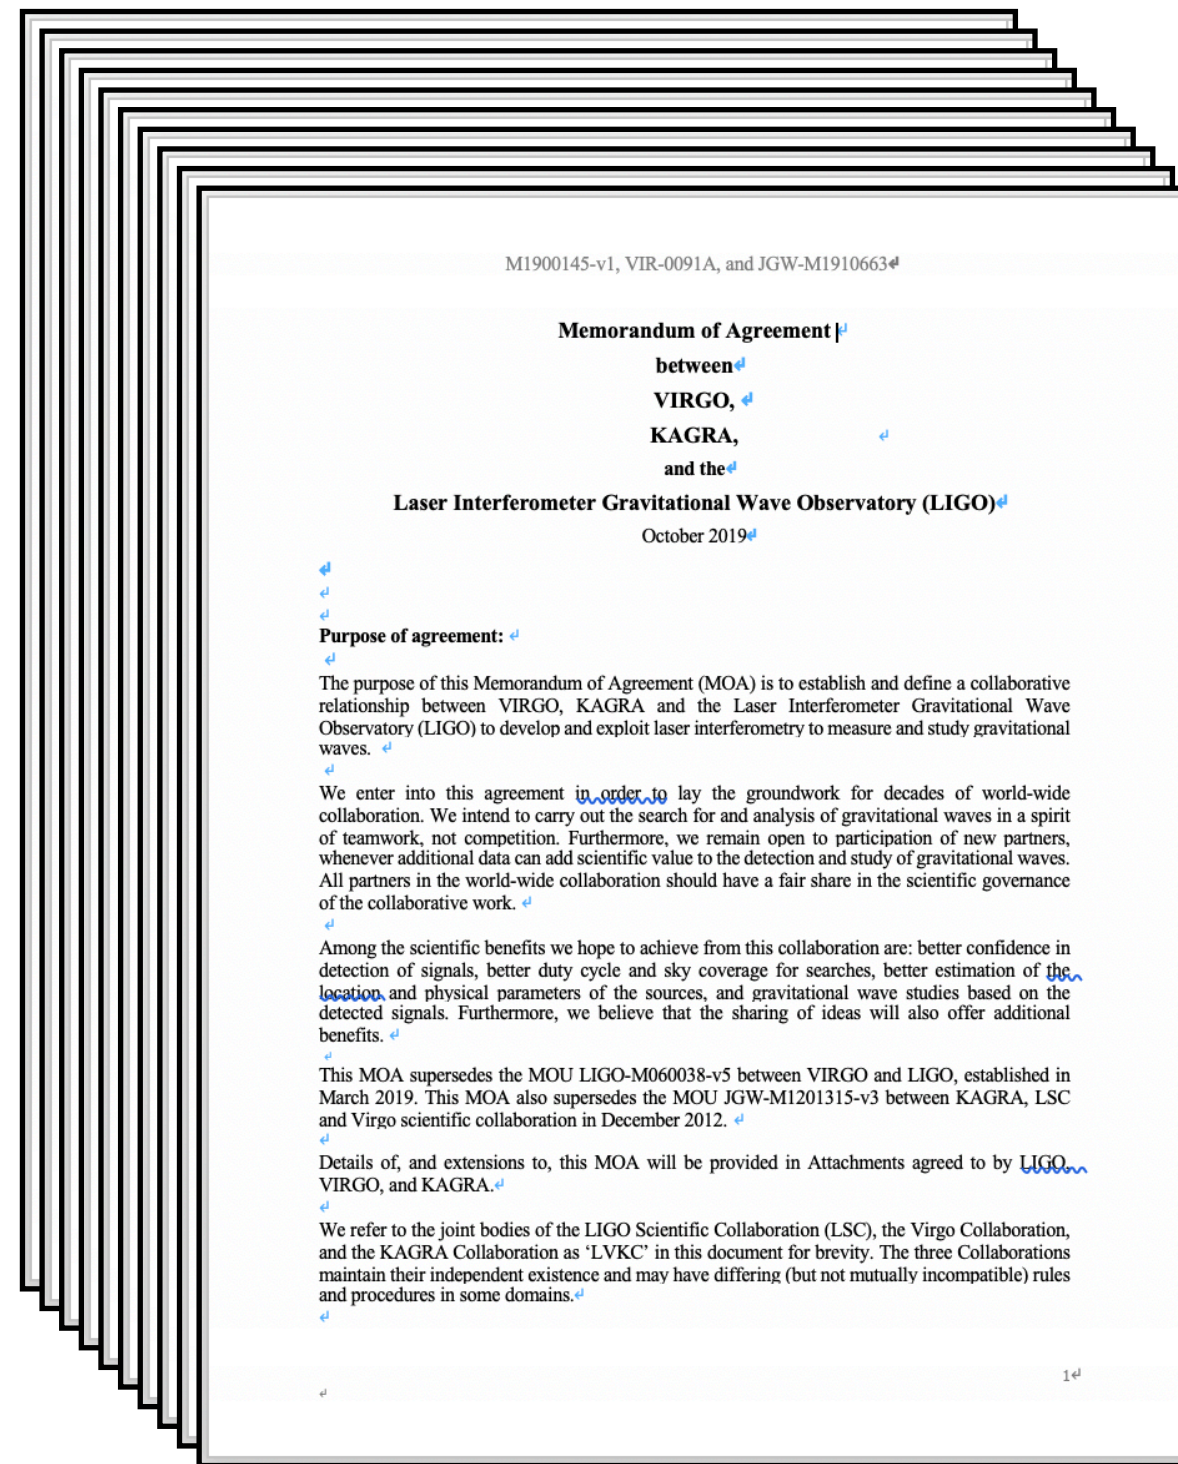 M1900145-v1, VIR-0091A, and JGW-M1910663
Memorandum of Agreement
between
VIRGO,
KAGRA,
and the
Laser Interferometer Gravitational Wave Observatory (LIGO)
October 2019
Purpose of agreement:
The purpose of this Memorandum of Agreement (MOA) is to establish and define a collaborative
relationship between VIRGO, KAGRA and the Laser Interferometer Gravitational Wave
Observatory (LIGO) to develop and exploit laser interferometry to measure and study gravitational
waves.
We enter into this agreement in order to lay the groundwork for decades of world-wide
collaboration. We intend to carry out the search for and analysis of gravitational waves in a spirit
of teamwork, not competition. Furthermore, we remain open to participation of new partners,
whenever additional data can add scientific value to the detection and study of gravitational waves.
All partners in the world-wide collaboration should have a fair share in the scientific governance
of the collaborative work.
Among the scientific benefits we hope to achieve from this collaboration are: better confidence in
detection of signals, better duty cycle and sky coverage for searches, better estimation of the
location and physical parameters of the sources, and gravitational wave studies based on the
detected signals. Furthermore, we believe that the sharing of ideas will also offer additional
benefits.
This MOA supersedes the MOU LIGO-M060038-v5 between VIRGO and LIGO, established in
March 2019. This MOA also supersedes the MOU JGW-M1201315-v3 between KAGRA, LSC
and Virgo scientific collaboration in December 2012.
Details of, and extensions to, this MOA will be provided in Attachments agreed to by LIGO,
VIRGO, and KAGRA.
We refer to the joint bodies of the LIGO Scientific Collaboration (LSC), the Virgo Collaboration,
and the KAGRA Collaboration as ‘LVKC’ in this document for brevity. The three Collaborations
maintain their independent existence and may have differing (but not mutually incompatible) rules
and procedures in some domains.
1